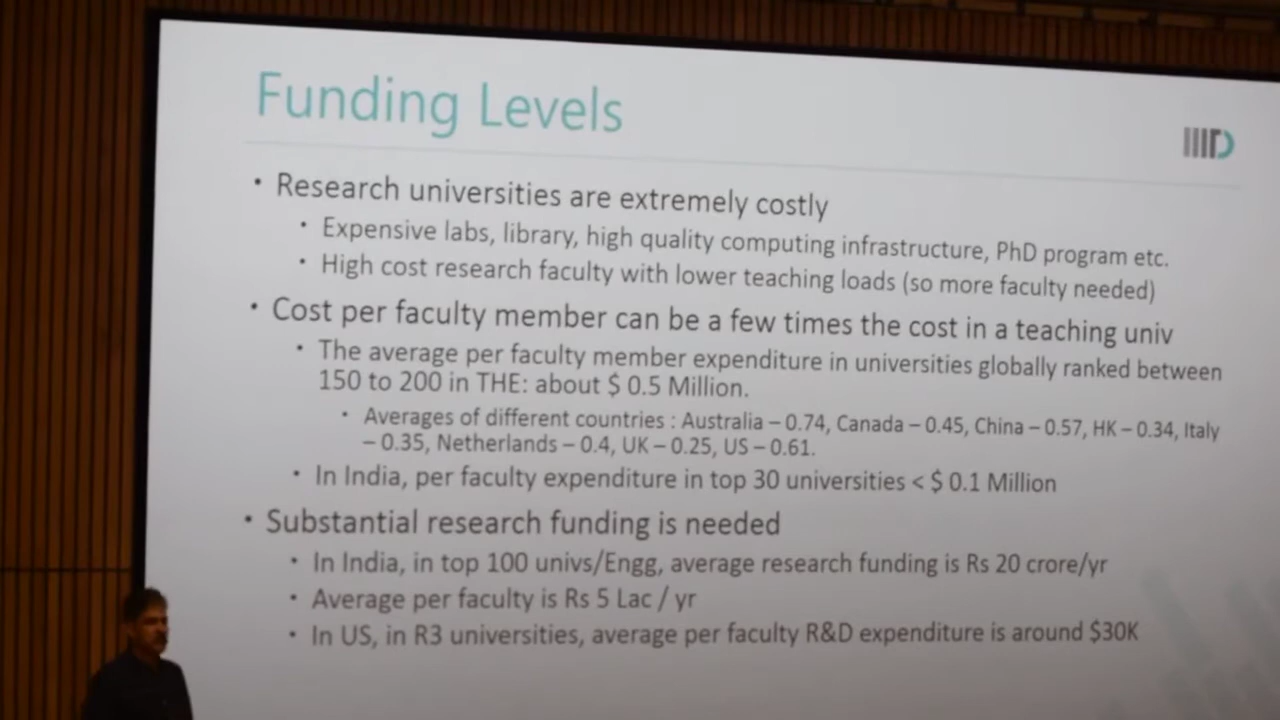 Funding Levels
IIITD
• Research universities are extremely costly
• Expensive labs, library, high quality computing infrastructure, PhD program etc.
• High cost research faculty with lower teaching loads (so more faculty needed)
• Cost per faculty member can be a few times the cost in a teaching univ
• The average per faculty member expenditure in universities globally ranked between
150 to 200 in THE: about $ 0.5 Million.
• Averages of different countries : Australia – 0.74, Canada – 0.45, China – 0.57, HK – 0.34, Italy
– 0.35, Netherlands – 0.4, UK – 0.25, US – 0.61.
• In India, per faculty expenditure in top 30 universities < $ 0.1 Million
• Substantial research funding is needed
• In India, in top 100 univs/Engg, average research funding is Rs 20 crore/yr
• Average per faculty is Rs 5 Lac / yr
• In US, in R3 universities, average per faculty R&D expenditure is around $30K